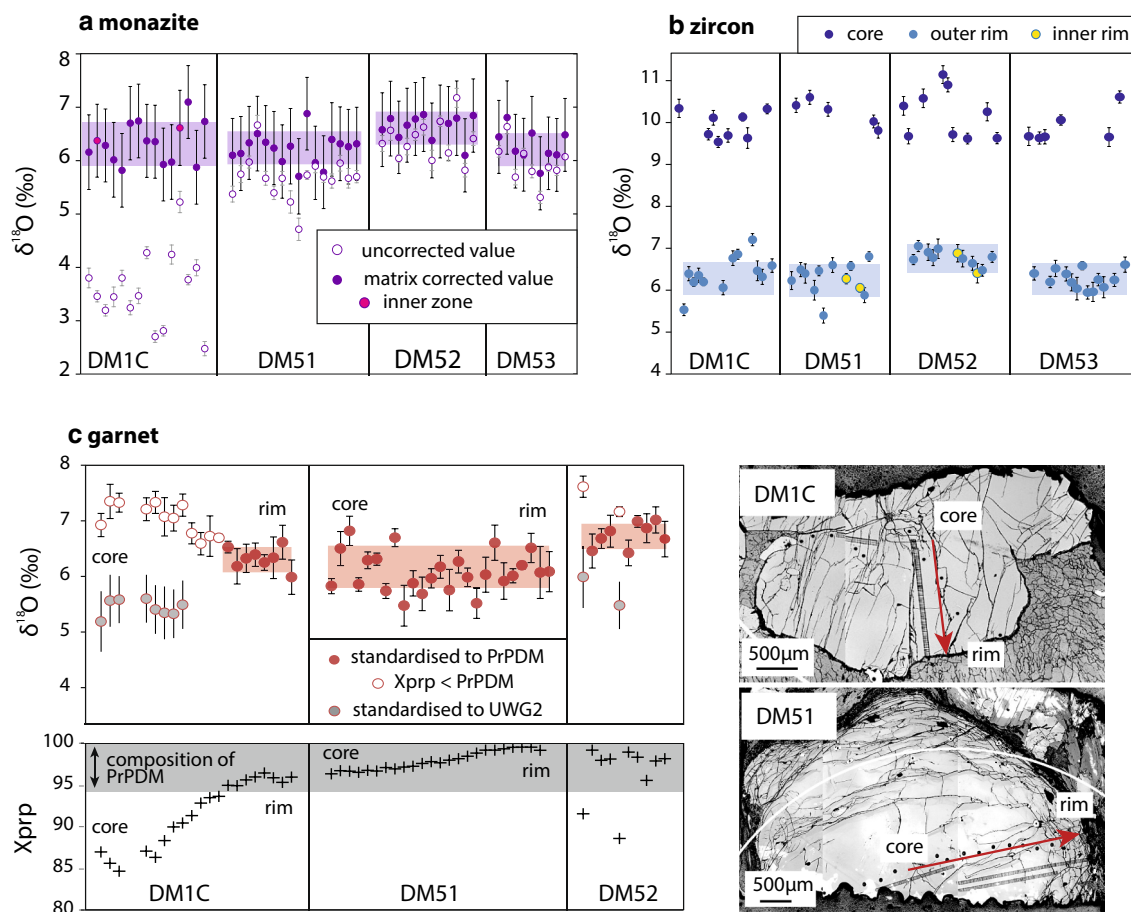 a monazite
8
7
6
5
4
3
2
δ18O (‰)
uncorrected value
matrix corrected value
inner zone
DM1C
DM51
DM52
DM53
b zircon
core
outer rim
inner rim
11
10
9
8
7
6
5
4
δ18O (‰)
DM1C
DM51
DM52
DM53
c garnet
8
7
6
5
4
3
δ18O (‰)
core
rim
core
rim
standardised to PrPDM
Xprp < PrPDM
standardised to UWG2
100
95
90
85
80
Xprp
composition of
PrPDM
core
rim
core
rim
DM1C
DM51
DM52
DM1C
core
rim
500μm
DM51
rim
core
500μm